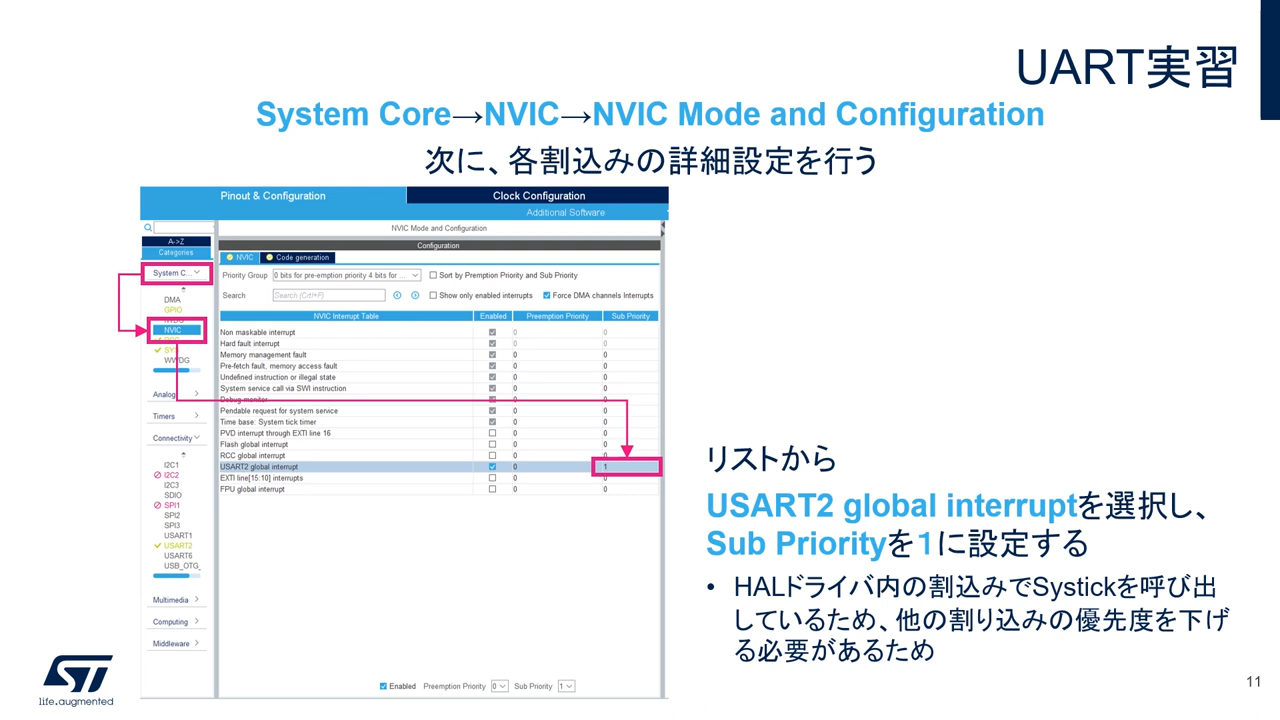 UART実習
System Core→NVIC→NVIC Mode and Configuration
次に、各割込みの詳細設定を行う
Pinout & Configuration
Clock Configuration
Additional Software
NVIC Mode and Configuration
A->Z
Categories
System C...
DMA
GPIO
NVIC
WWDG
Analog
Timers
Connectivity
I2C1
I2C2
I2C3
SDIO
SPI1
SPI2
SPI3
USART1
USART2
USART6
USB_OTG_
Multimedia
Computing
Middleware
Configuration
NVIC
Code generation
Priority Group 0 bits for pre-emption priority 4 bits for ... Sort by Premption Priority and Sub Priority
Search Search (Crtl+F) Show only enabled interrupts Force DMA channels Interrupts
NVIC Interrupt Table Enabled Preemption Priority Sub Priority
Non maskable interrupt 0 0
Hard fault interrupt 0 0
Memory management fault 0 0
Pre-fetch fault, memory access fault 0 0
Undefined instruction or illegal state 0 0
System service call via SWI instruction 0 0
Debug monitor 0 0
Pendable request for system service 0 0
Time base: System tick timer 0 0
PVD interrupt through EXTI line 16 0 0
Flash global interrupt 0 0
RCC global interrupt 0 0
USART2 global interrupt 0 1
EXTI line[15:10] interrupts 0 0
FPU global interrupt 0 0
Enabled Preemption Priority 0 Sub Priority 1
リストから
USART2 global interruptを選択し、
Sub Priorityを1に設定する
• HALドライバ内の割込みでSystickを呼び出
しているため、他の割り込みの優先度を下げ
る必要があるため
ST
life.augmented
11